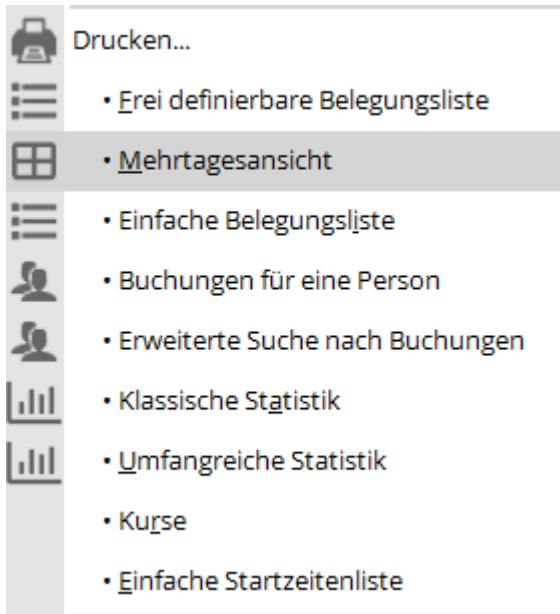 Drucken...
• Frei definierbare Belegungsliste
• Mehrtagesansicht
• Einfache Belegungsliste
• Buchungen für eine Person
• Erweiterte Suche nach Buchungen
• Klassische Statistik
• Umfangreiche Statistik
• Kurse
• Einfache Startzeitenliste